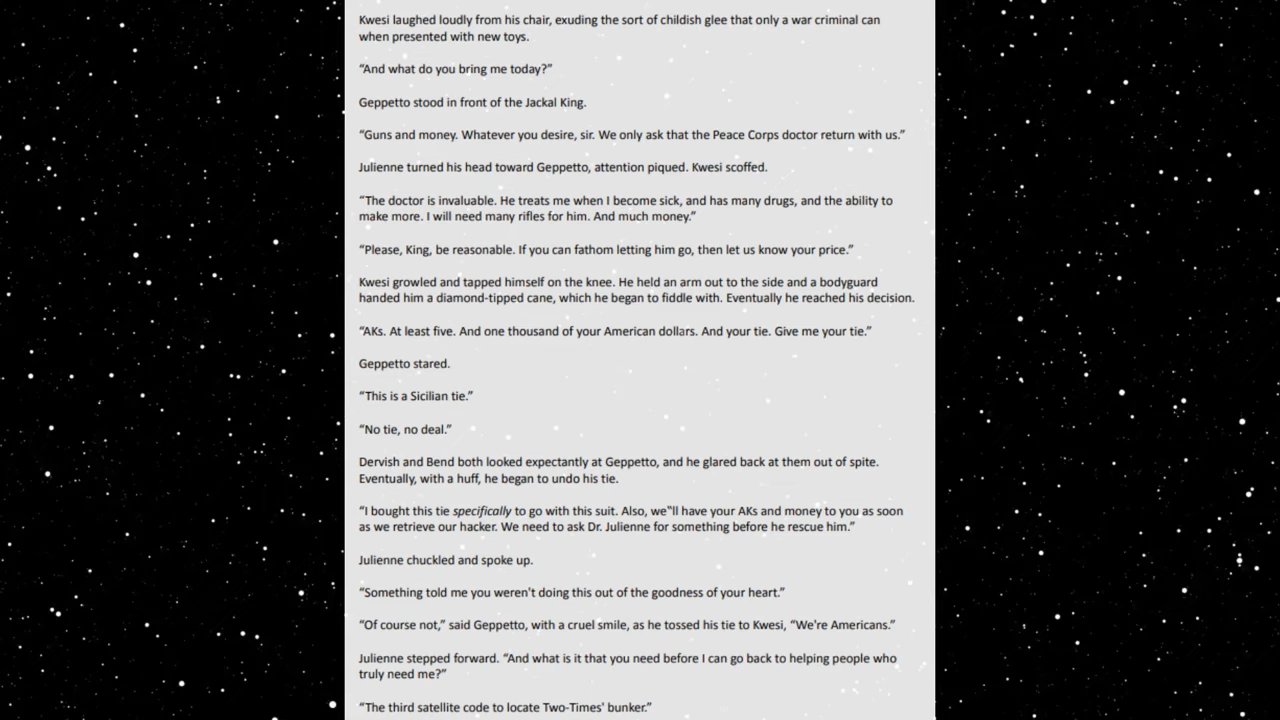 Kwesi laughed loudly from his chair, exuding the sort of childish glee that only a war criminal can
when presented with new toys.
“And what do you bring me today?”
Geppetto stood in front of the Jackal King.
“Guns and money. Whatever you desire, sir. We only ask that the Peace Corps doctor return with us.”
Julienne turned his head toward Geppetto, attention piqued. Kwesi scoffed.
“The doctor is invaluable. He treats me when I become sick, and has many drugs, and the ability to
make more. I will need many rifles for him. And much money.”
“Please, King, be reasonable. If you can fathom letting him go, then let us know your price.”
Kwesi growled and tapped himself on the knee. He held an arm out to the side and a bodyguard
handed him a diamond-tipped cane, which he began to fiddle with. Eventually he reached his decision.
“AKs. At least five. And one thousand of your American dollars. And your tie. Give me your tie.”
Geppetto stared.
“This is a Sicilian tie.”
“No tie, no deal.”
Dervish and Bend both looked expectantly at Geppetto, and he glared back at them out of spite.
Eventually, with a huff, he began to undo his tie.
“I bought this tie specifically to go with this suit. Also, we‟ll have your AKs and money to you as soon
as we retrieve our hacker. We need to ask Dr. Julienne for something before he rescue him.”
Julienne chuckled and spoke up.
“Something told me you weren't doing this out of the goodness of your heart.”
“Of course not,” said Geppetto, with a cruel smile, as he tossed his tie to Kwesi, “We're Americans.”
Julienne stepped forward. “And what is it that you need before I can go back to helping people who
truly need me?”
“The third satellite code to locate Two-Times' bunker.”